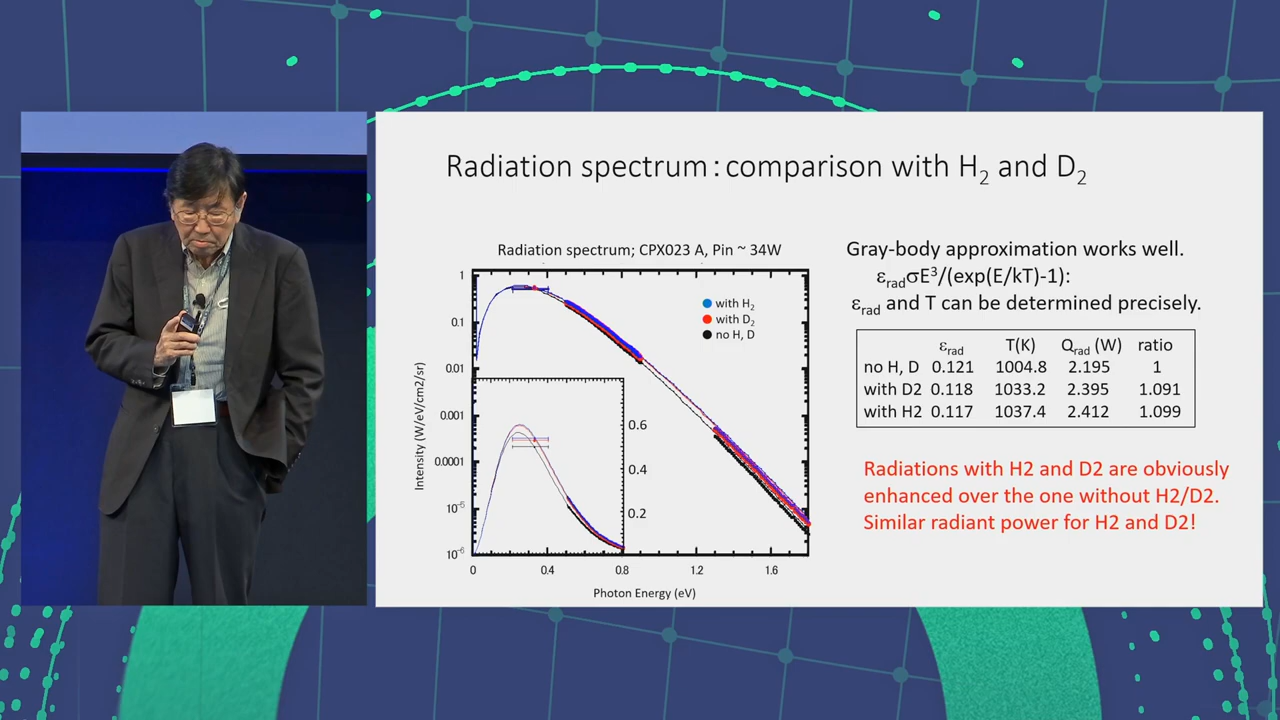 Radiation spectrum : comparison with H₂ and D₂
Radiation spectrum; CPX023 A, Pin ~ 34W
1
0.1
0.01
0.001
0.0001
10⁻⁵
10⁻⁶
Intensity (W/eV/cm2/sr)
with H₂
with D₂
no H, D
0.6
0.4
0.2
0 0.4 0.8 1.2 1.6
Photon Energy (eV)
Gray-body approximation works well.
εradσE³/(exp(E/kT)-1):
εrad and T can be determined precisely.
εrad T(K) Qrad (W) ratio
no H, D 0.121 1004.8 2.195 1
with D2 0.118 1033.2 2.395 1.091
with H2 0.117 1037.4 2.412 1.099
Radiations with H2 and D2 are obviously
enhanced over the one without H2/D2.
Similar radiant power for H2 and D2!